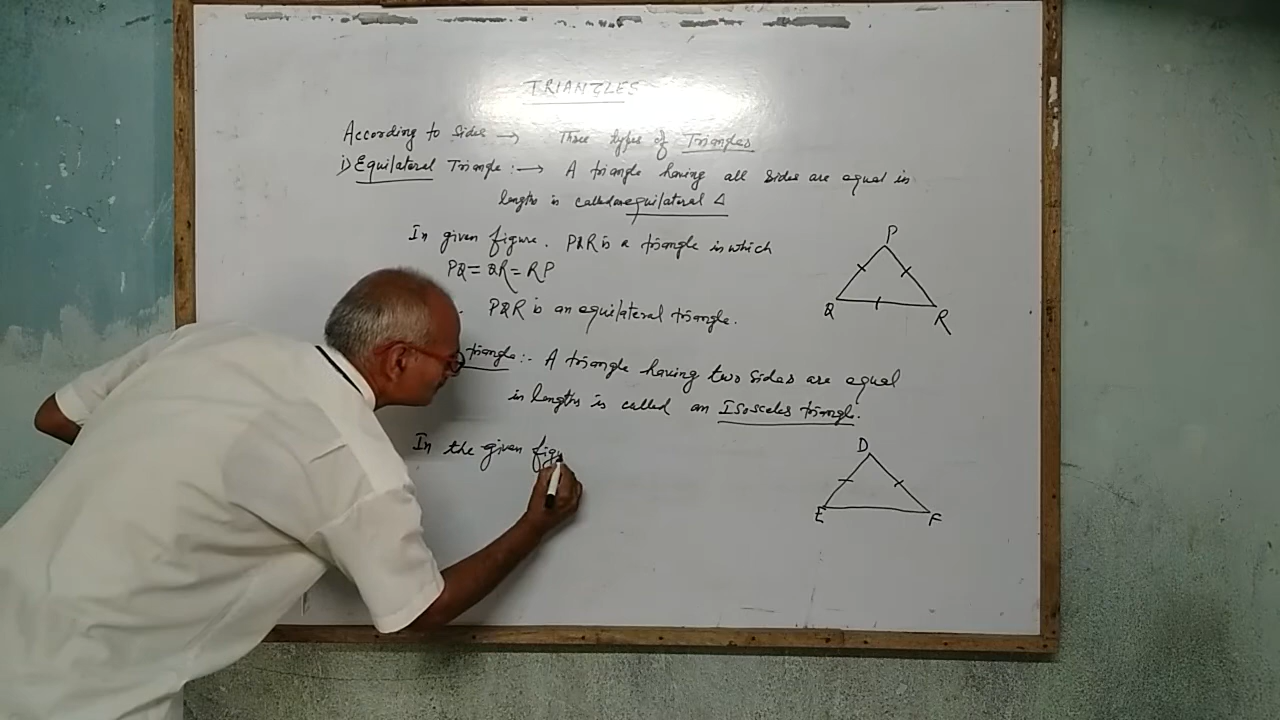 TRIANGLES
According to sides → Three types of Triangles
i) Equilateral Triangle :→ A triangle having all sides are equal in
lengths is called an equilateral Δ
In given figure. PQR is a triangle in which
PQ = QR = RP
PQR is an equilateral triangle.
P
Q
R
triangle :- A triangle having two sides are equal
in lengths is called an Isosceles triangle.
In the given figu
D
E
F